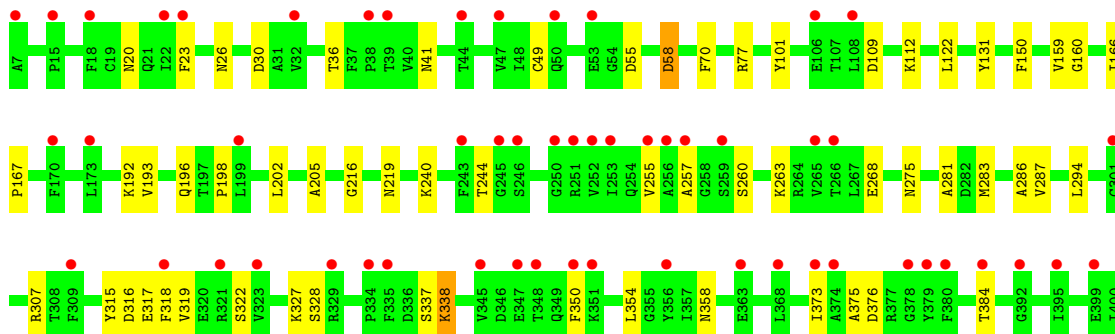 A7 P15 F18 C19 N20 Q21 I22 F23 N26 D30 A31 V32 T36 F37 P38 T39 V40 N41 T44 V47 I48 C49 Q50 E53 G54 D55 D58 F70 R77 Y101 E106 T107 L108 D109 K112 L122 Y131 F150 V159 G160 I166
P167 F170 L173 K192 V193 Q196 T197 P198 L199 L202 A205 G216 N219 K240 F243 T244 G245 S246 G250 R251 V252 I253 Q254 V255 A256 A257 G258 S259 S260 K263 R264 V265 T266 L267 E268 N275 A281 D282 M283 A286 V287 L294
R307 T308 F309 Y315 D316 E317 F318 V319 E320 R321 S322 V323 K327 S328 R329 P334 F335 D336 S337 K338 V345 D346 E347 T348 Q349 F350 K351 L354 G355 Y356 I357 N358 E363 L368 I373 A374 A375 D376 R377 G378 Y379 F380 T384 G392 I395 E399